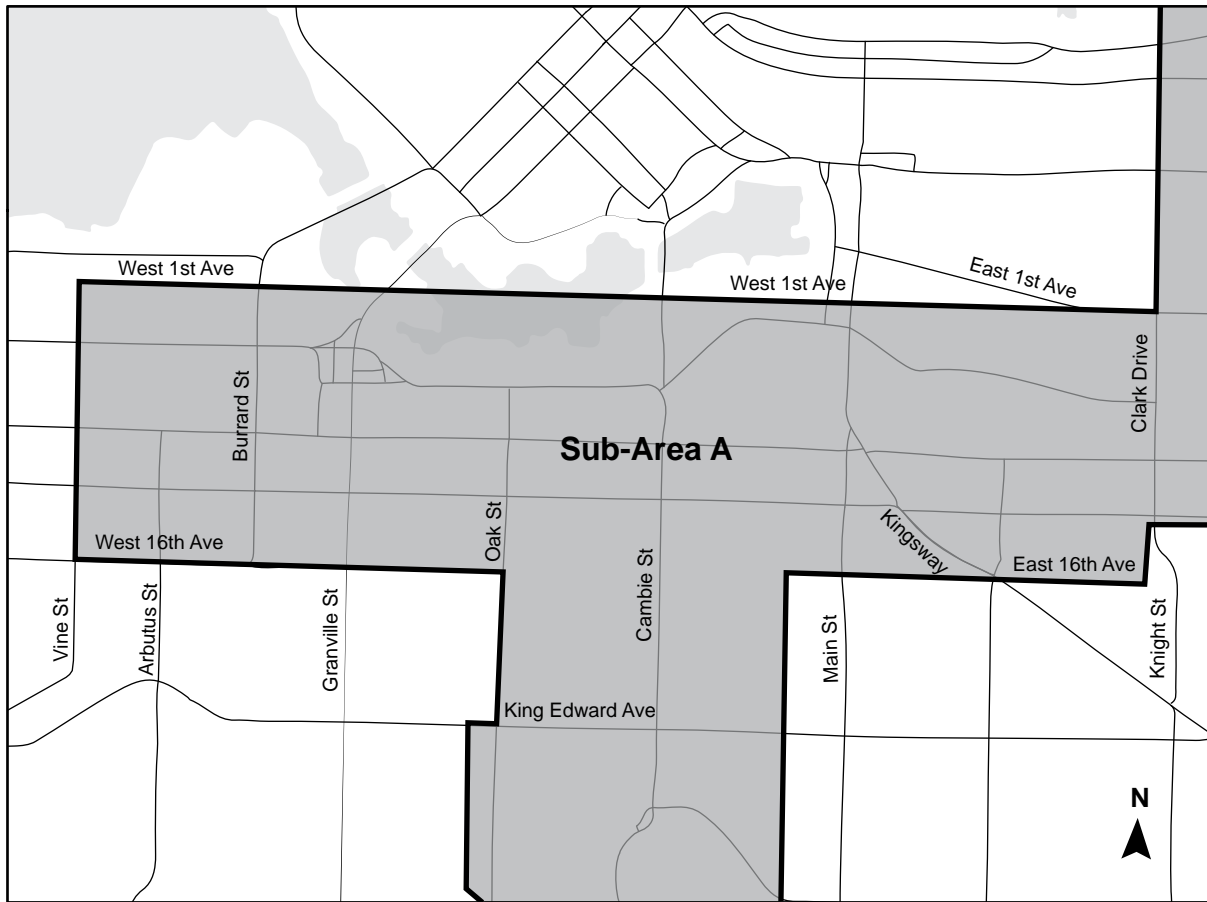 West 1st Ave
West 1st Ave
East 1st Ave
Burrard St
Clark Drive
Sub-Area A
Oak St
Kingsway
West 16th Ave
East 16th Ave
Cambie St
Vine St
Arbutus St
Granville St
Main St
Knight St
King Edward Ave
N